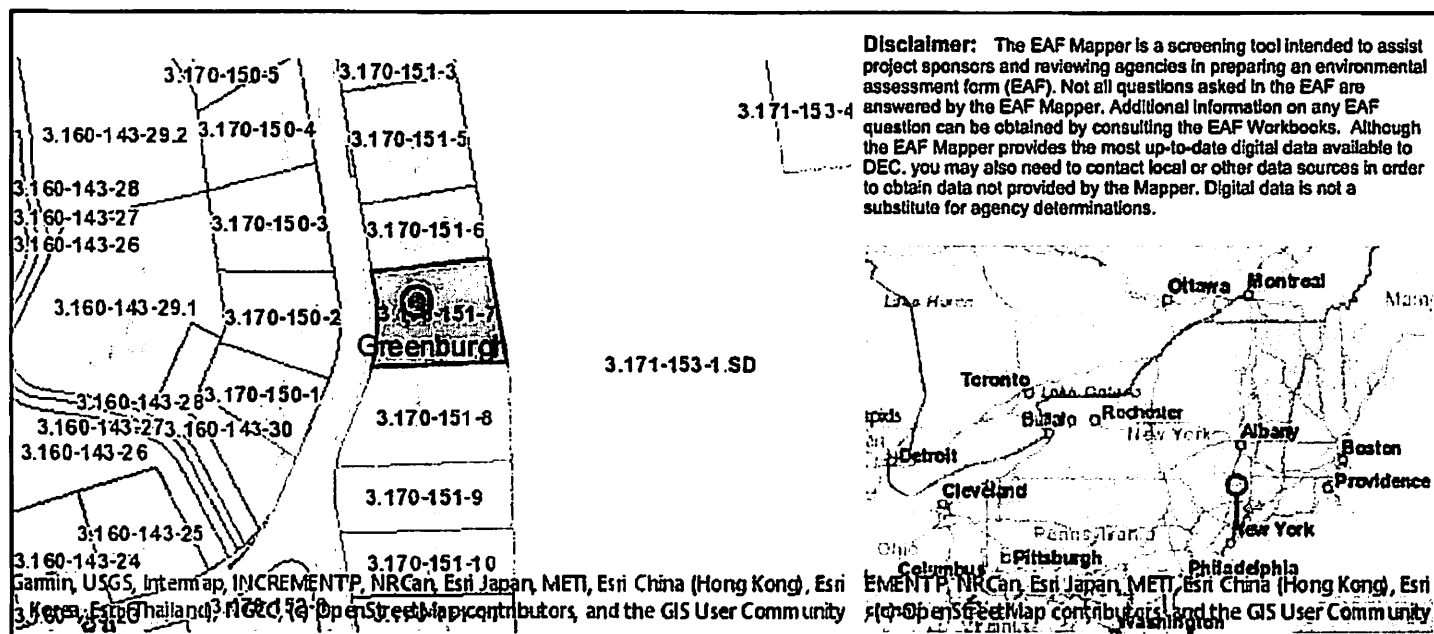 Disclaimer: The EAF Mapper is a screening tool intended to assist
project sponsors and reviewing agencies in preparing an environmental
assessment form (EAF). Not all questions asked in the EAF are
answered by the EAF Mapper. Additional information on any EAF
question can be obtained by consulting the EAF Workbooks. Although
the EAF Mapper provides the most up-to-date digital data available to
DEC, you may also need to contact local or other data sources in order
to obtain data not provided by the Mapper. Digital data is not a
substitute for agency determinations.
3.170-150-5
3.170-151-3
3.171-153-4
3.160-143-29.2
3.170-150-4
3.170-151-5
3.160-143-28
3.160-143-27
3.170-150-3
3.170-151-6
3.160-143-26
3.160-143-29.1
3.170-150-2
151-7
Greenburgh
3.171-153-1.SD
3.160-143-28
3.170-150-1
3.170-151-8
3.160-143-27
3.160-143-30
3.160-143-26
3.170-151-9
3.160-143-25
3.160-143-24
3.170-151-10
Garmin, USGS, Intermap, INCREMENT P, NRCan, Esri Japan, METI, Esri China (Hong Kong), Esri
Korea, Esri (Thailand), NGCC, (c) OpenStreetMap contributors, and the GIS User Community
Ottawa
Montreal
Lake Huron
Toronto
Buffalo
Rochester
New York
Albany
Boston
Detroit
Providence
Cleveland
New York
Pennsylvania
Ohio
Pittsburgh
Columbus
Philadelphia
EMENT P, NRCan, Esri Japan, METI, Esri China (Hong Kong), Esri
(c) OpenStreetMap contributors, and the GIS User Community
Washington